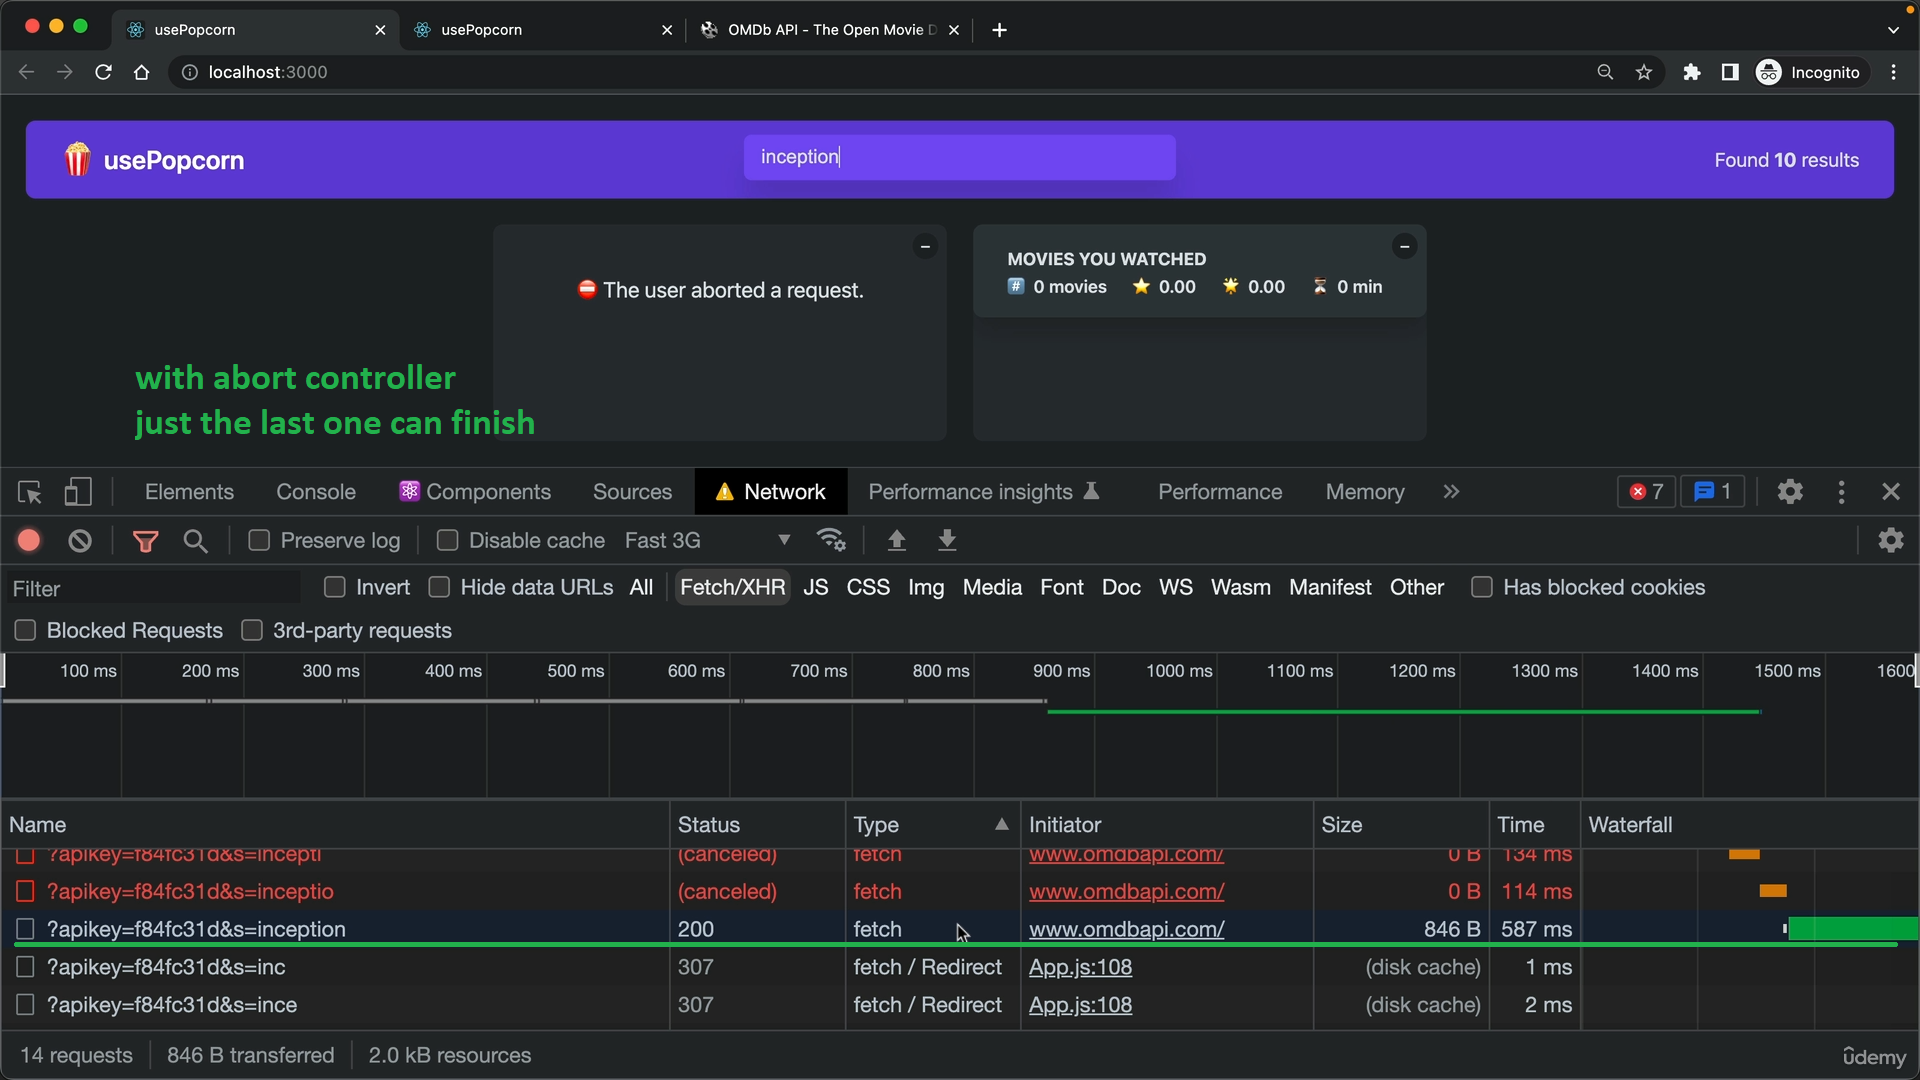 usePopcorn
usePopcorn
OMDb API - The Open Movie D
localhost:3000
Incognito
usePopcorn
inception
Found 10 results
The user aborted a request.
MOVIES YOU WATCHED
0 movies 0.00 0.00 0 min
with abort controller
just the last one can finish
Elements Console Components Sources Network Performance insights Performance Memory 7 1
Preserve log Disable cache Fast 3G
Filter Invert Hide data URLs All Fetch/XHR JS CSS Img Media Font Doc WS Wasm Manifest Other Has blocked cookies
Blocked Requests 3rd-party requests
100 ms 200 ms 300 ms 400 ms 500 ms 600 ms 700 ms 800 ms 900 ms 1000 ms 1100 ms 1200 ms 1300 ms 1400 ms 1500 ms 1600
Name Status Type Initiator Size Time Waterfall
?apikey=f84fc31d&s=incepti (canceled) fetch www.omdbapi.com/ 0 B 134 ms
?apikey=f84fc31d&s=inceptio (canceled) fetch www.omdbapi.com/ 0 B 114 ms
?apikey=f84fc31d&s=inception 200 fetch www.omdbapi.com/ 846 B 587 ms
?apikey=f84fc31d&s=inc 307 fetch / Redirect App.js:108 (disk cache) 1 ms
?apikey=f84fc31d&s=ince 307 fetch / Redirect App.js:108 (disk cache) 2 ms
14 requests 846 B transferred 2.0 kB resources
ûdemy